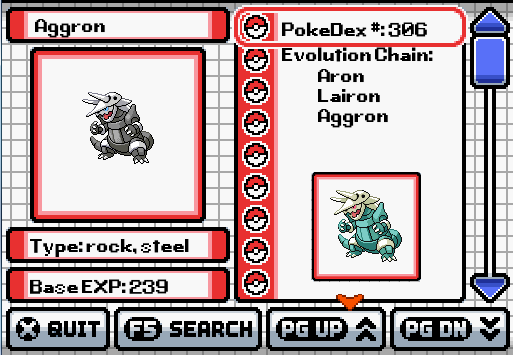 Aggron
PokeDex #:306
Evolution Chain:
Aron
Lairon
Aggron
Type:rock, steel
Base EXP:239
X QUIT
F5 SEARCH
PG UP
PG DN